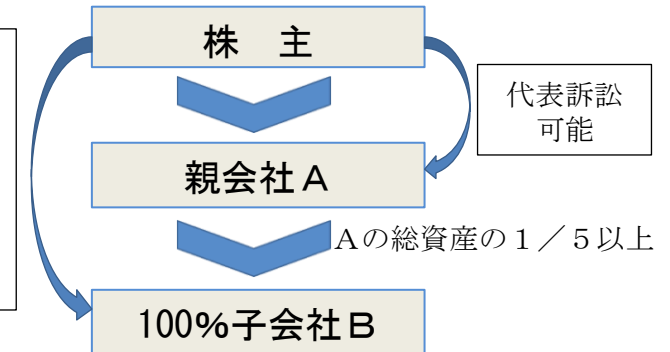 株　主
代表訴訟
可能
親会社Ａ
Ａの総資産の１／５以上
100%子会社Ｂ